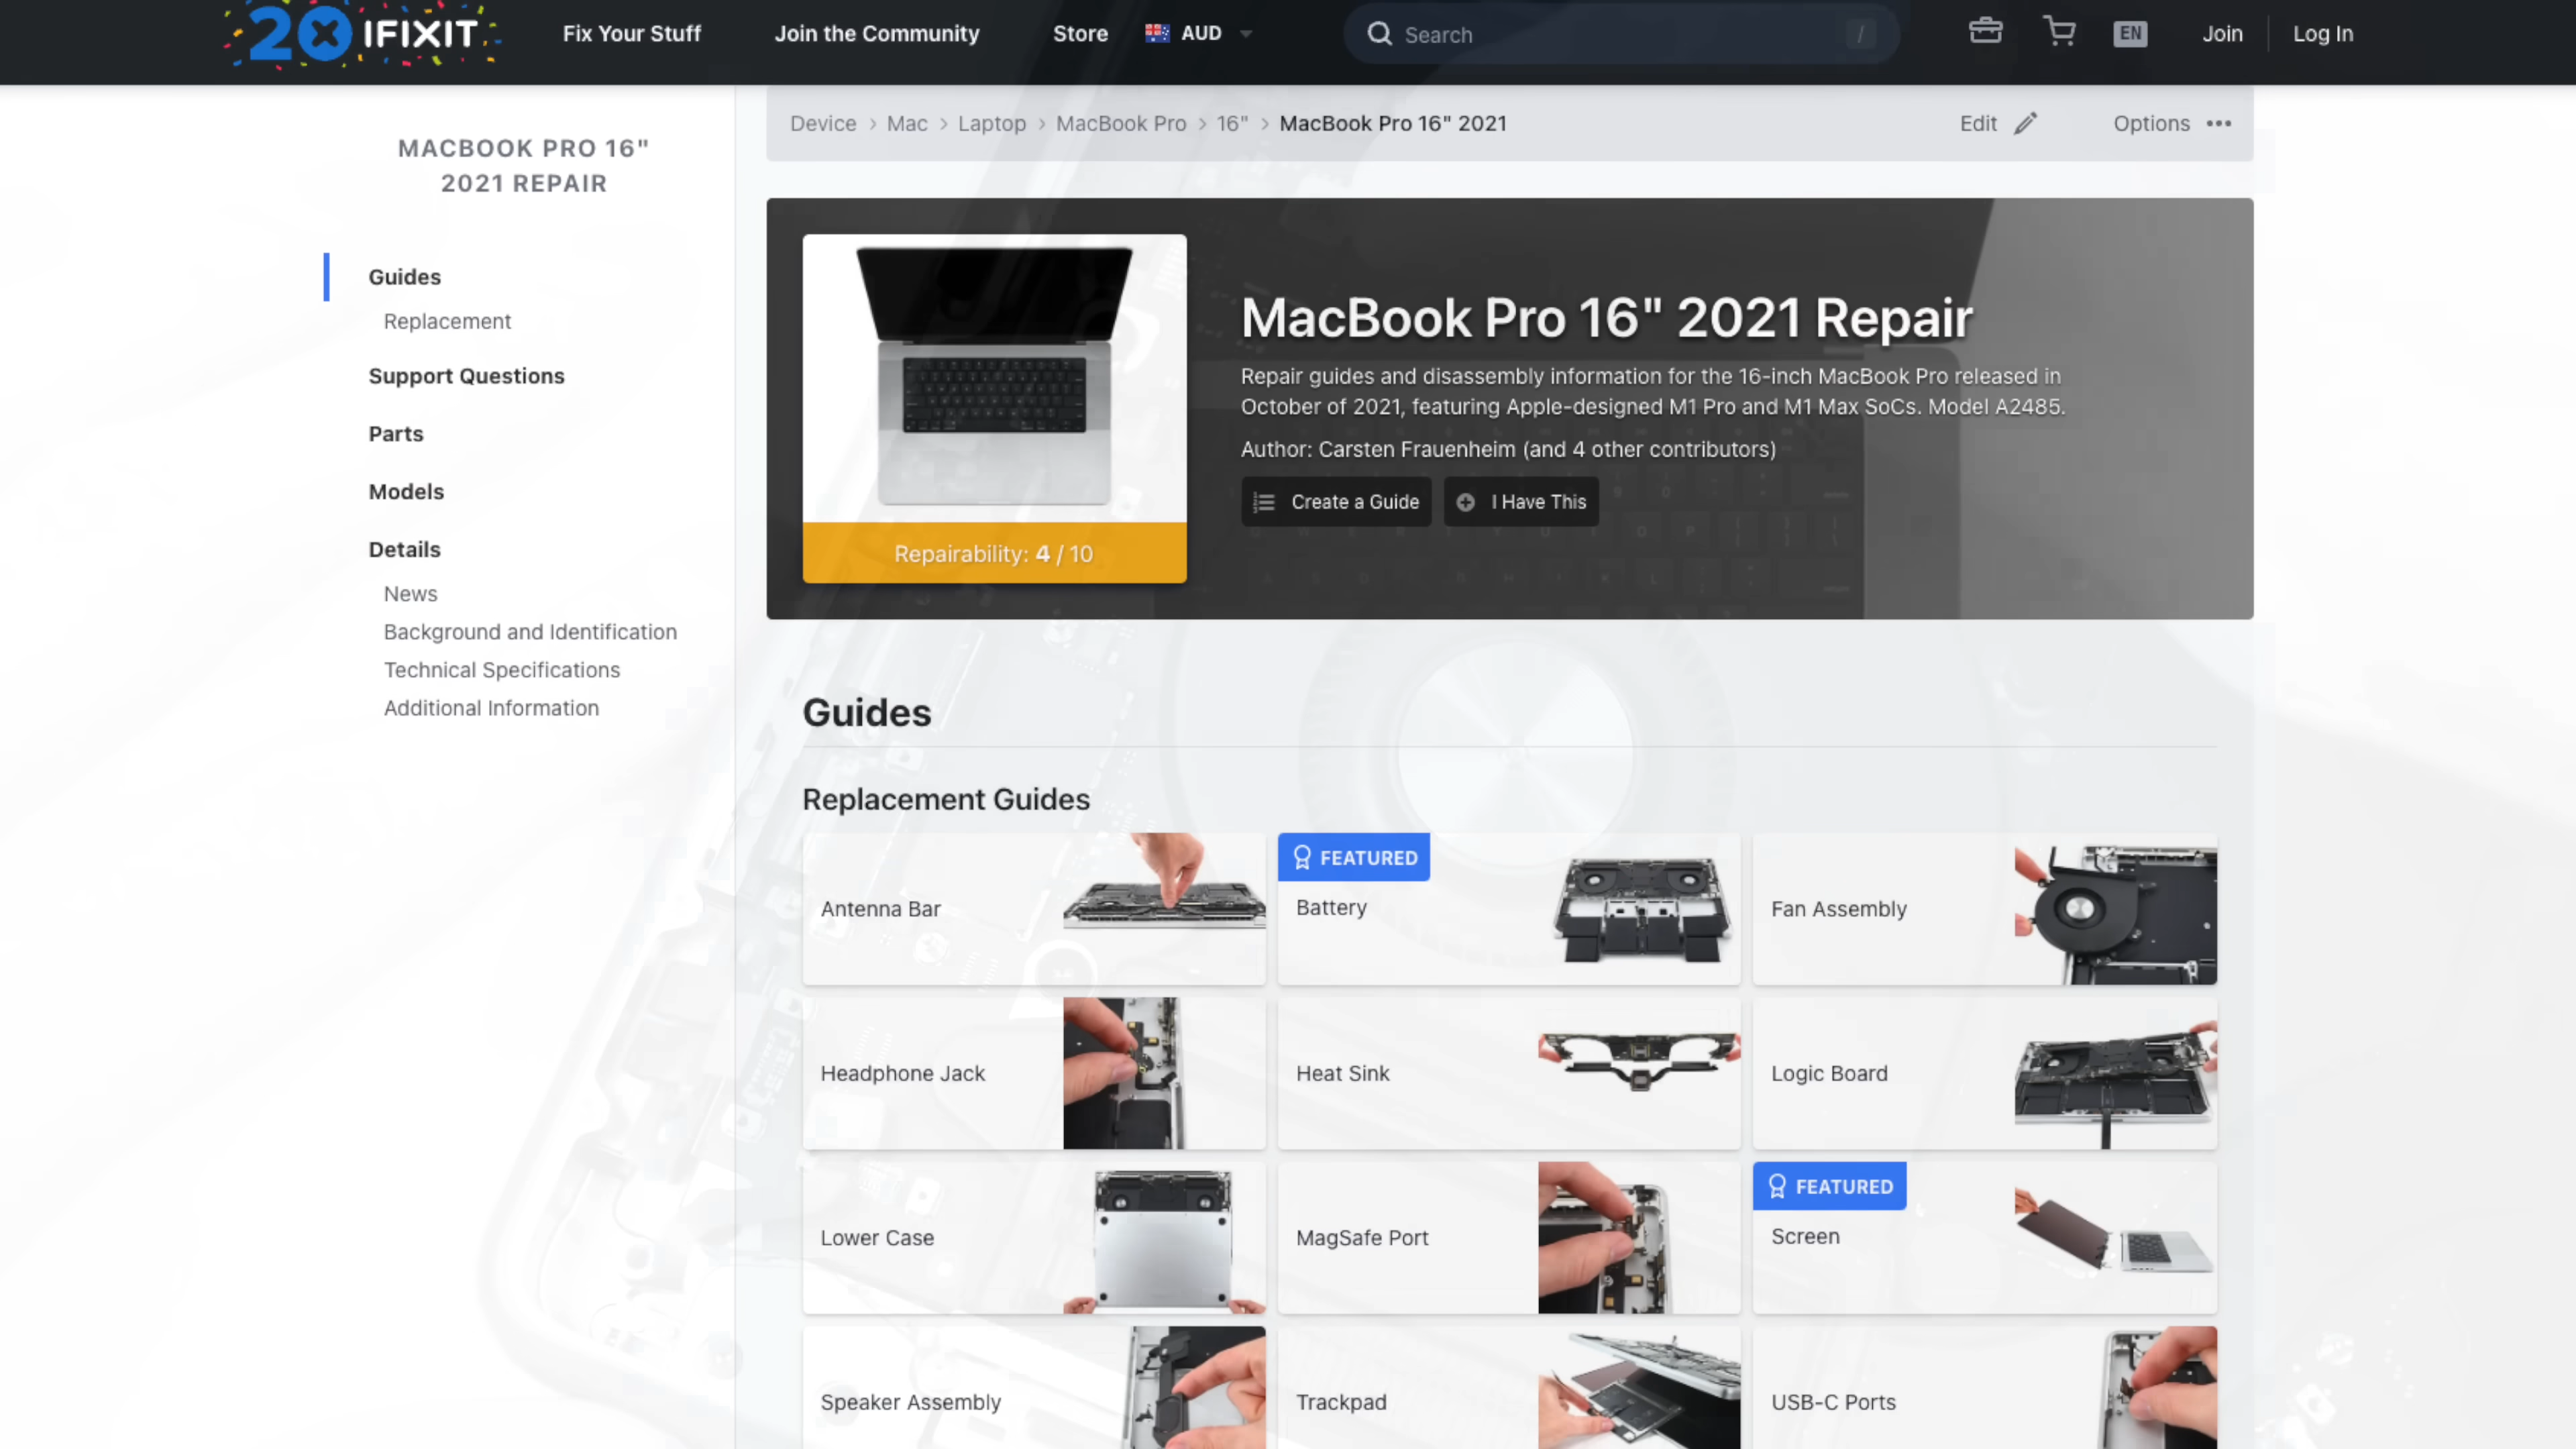 20 IFIXIT
Fix Your Stuff
Join the Community
Store
AUD
Search
/
EN
Join
Log In
MACBOOK PRO 16"
2021 REPAIR
Guides
Replacement
Support Questions
Parts
Models
Details
News
Background and Identification
Technical Specifications
Additional Information
Device > Mac > Laptop > MacBook Pro > 16" > MacBook Pro 16" 2021
Edit
Options
Repairability: 4 / 10
MacBook Pro 16" 2021 Repair
Repair guides and disassembly information for the 16-inch MacBook Pro released in
October of 2021, featuring Apple-designed M1 Pro and M1 Max SoCs. Model A2485.
Author: Carsten Frauenheim (and 4 other contributors)
Create a Guide
I Have This
Guides
Replacement Guides
Antenna Bar
FEATURED
Battery
Fan Assembly
Headphone Jack
Heat Sink
Logic Board
Lower Case
MagSafe Port
FEATURED
Screen
Speaker Assembly
Trackpad
USB-C Ports